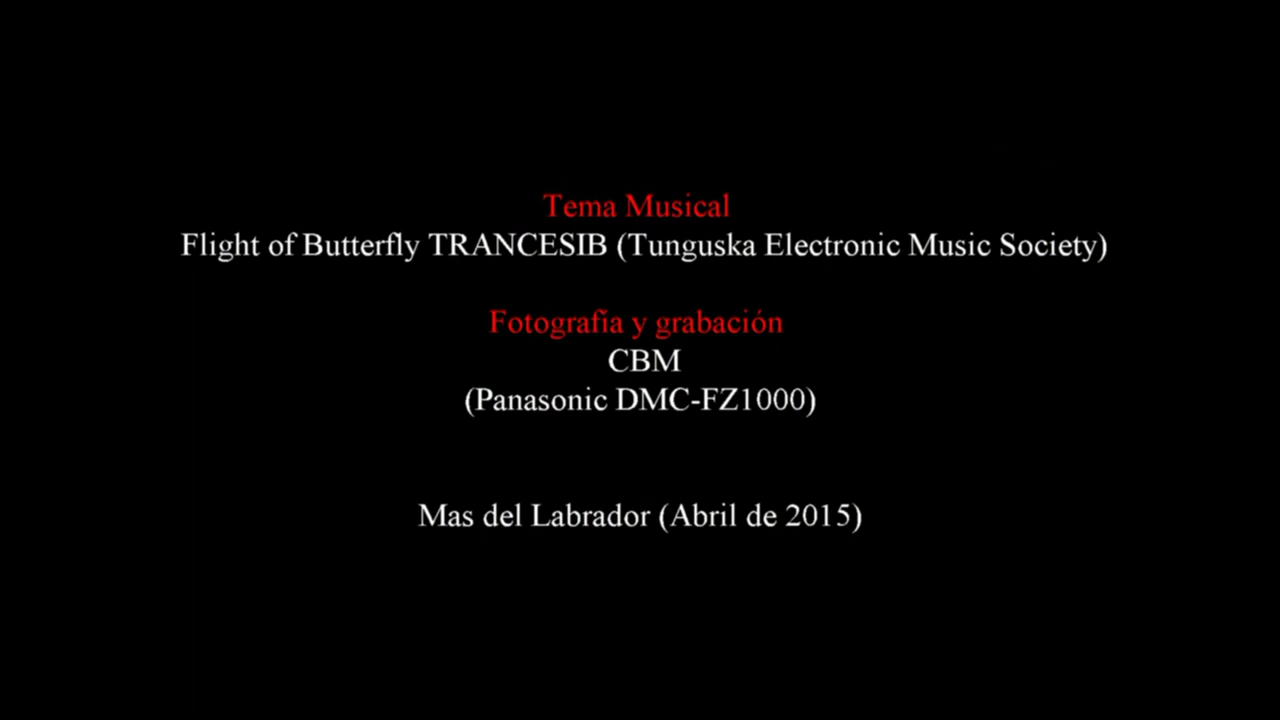 Tema Musical
Flight of Butterfly TRANCESIB (Tunguska Electronic Music Society)
Fotografía y grabación
CBM
(Panasonic DMC-FZ1000)
Mas del Labrador (Abril de 2015)